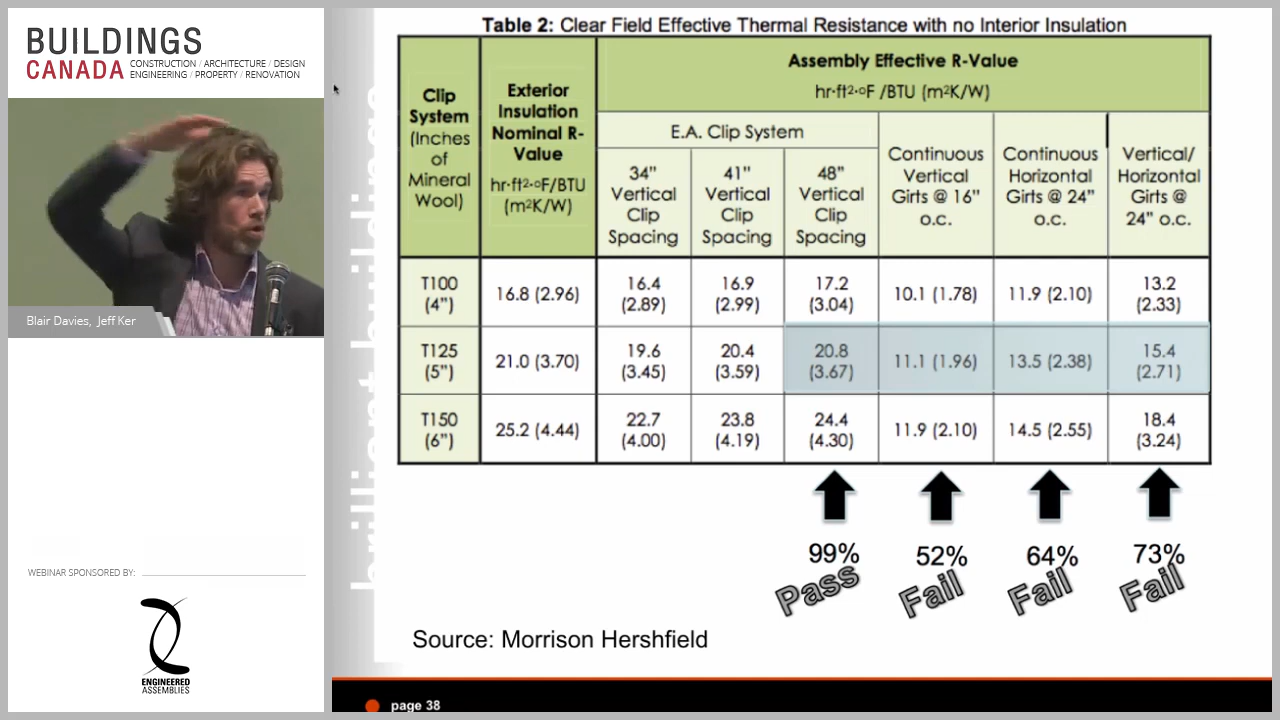 BUILDINGS
CANADA
CONSTRUCTION / ARCHITECTURE / DESIGN
ENGINEERING / PROPERTY / RENOVATION
Blair Davies, Jeff Ker
WEBINAR SPONSORED BY:
ENGINEERED
ASSEMBLIES
Table 2: Clear Field Effective Thermal Resistance with no Interior Insulation
Clip
System
(Inches
of
Mineral
Wool)
Exterior
Insulation
Nominal R-
Value
hr·ft²·°F/BTU
(m²K/W)
Assembly Effective R-Value
hr·ft²·°F /BTU (m²K/W)
E.A. Clip System
34"
Vertical
Clip
Spacing
41"
Vertical
Clip
Spacing
48"
Vertical
Clip
Spacing
Continuous
Vertical
Girts @ 16"
o.c.
Continuous
Horizontal
Girts @ 24"
o.c.
Vertical/
Horizontal
Girts @
24" o.c.
T100
(4")
16.8 (2.96)
16.4
(2.89)
16.9
(2.99)
17.2
(3.04)
10.1 (1.78)
11.9 (2.10)
13.2
(2.33)
T125
(5")
21.0 (3.70)
19.6
(3.45)
20.4
(3.59)
20.8
(3.67)
11.1 (1.96)
13.5 (2.38)
15.4
(2.71)
T150
(6")
25.2 (4.44)
22.7
(4.00)
23.8
(4.19)
24.4
(4.30)
11.9 (2.10)
14.5 (2.55)
18.4
(3.24)
99%
52%
64%
73%
Pass
Fail
Fail
Fail
Source: Morrison Hershfield
page 38